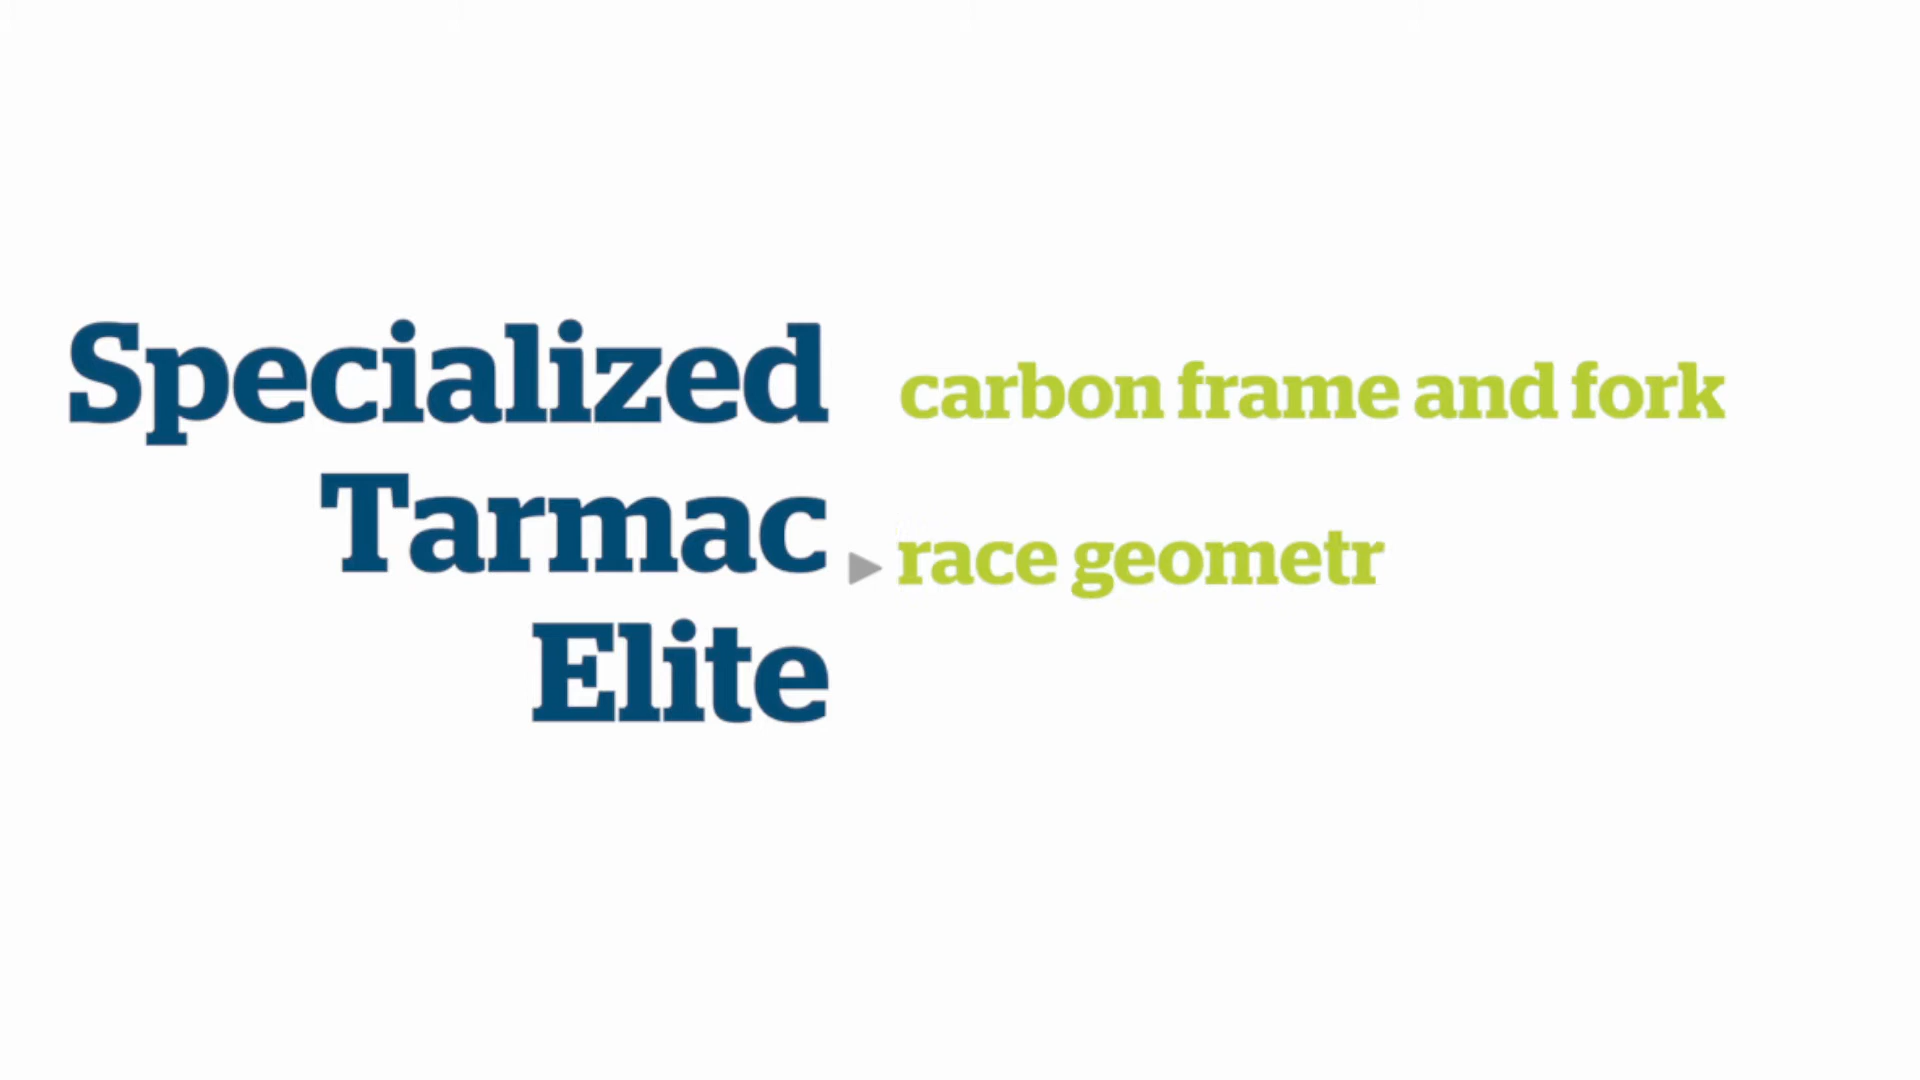 Specialized
Tarmac
Elite
carbon frame and fork
race geometr